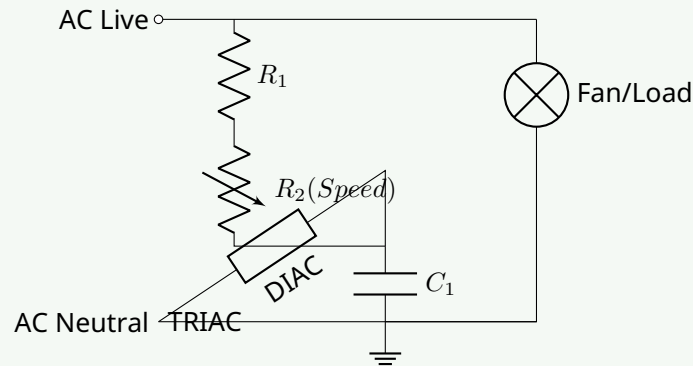 AC Live
R1
Fan/Load
R2(Speed)
DIAC
C1
AC Neutral
TRIAC